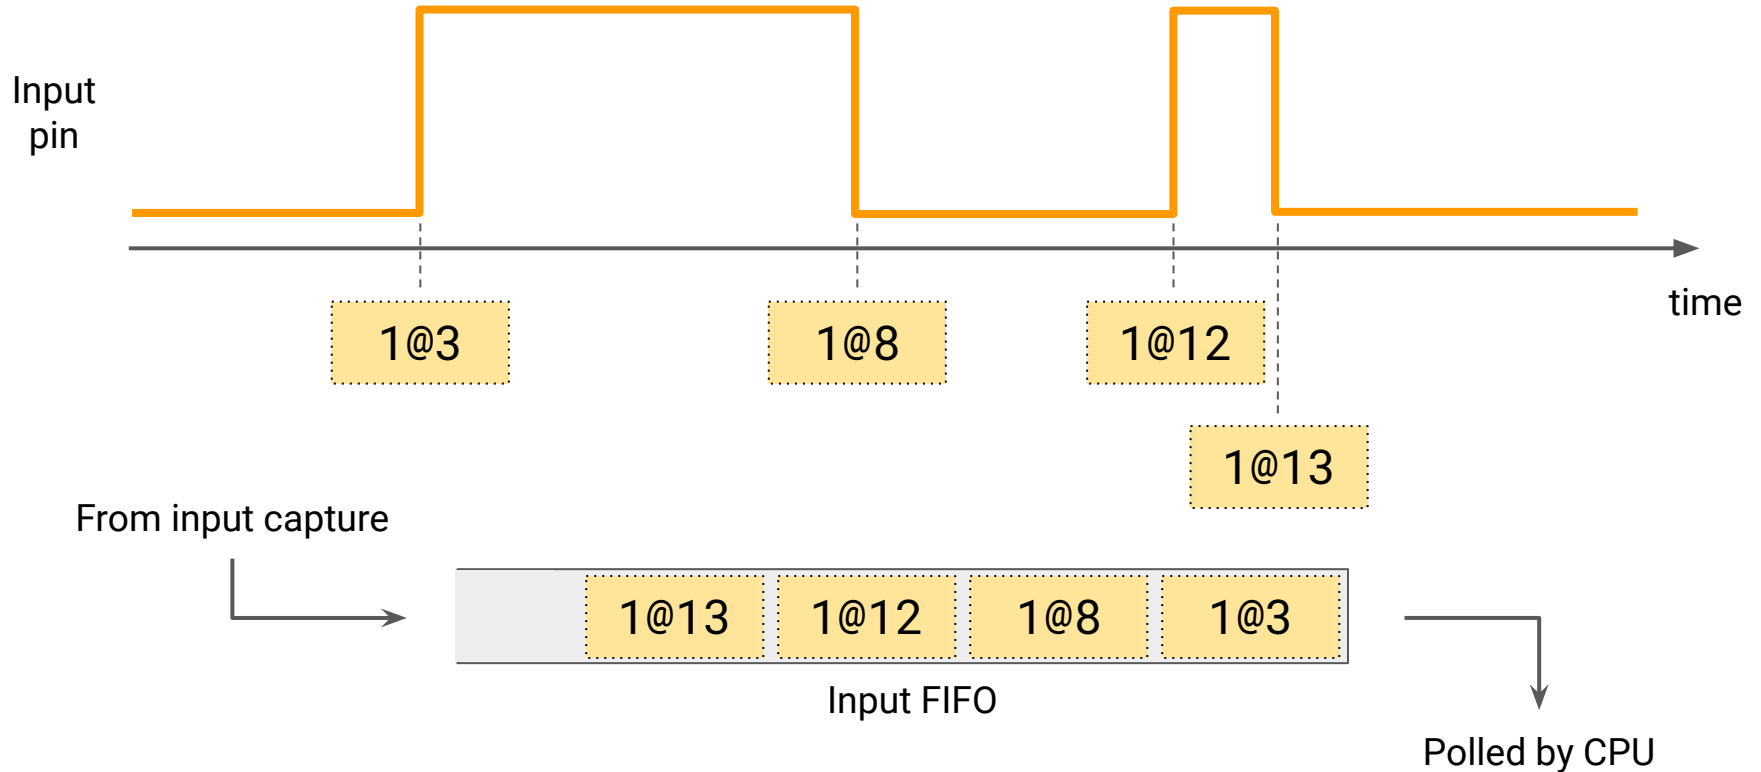 Input
pin
time
1@3
1@8
1@12
1@13
From input capture
1@13
1@12
1@8
1@3
Input FIFO
Polled by CPU